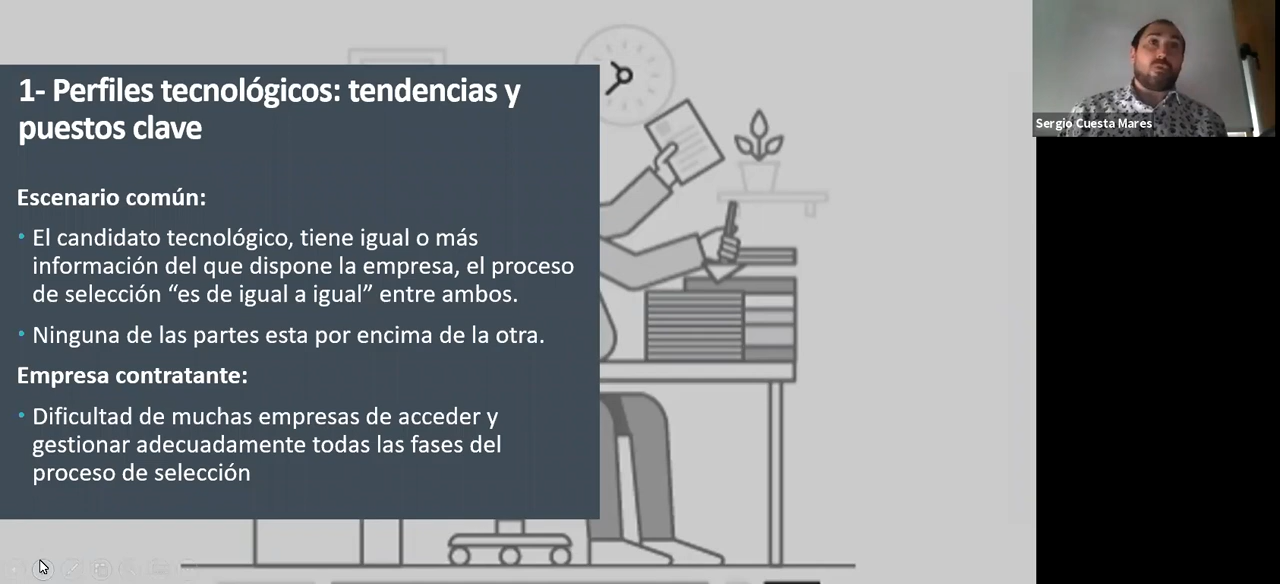 1- Perfiles tecnológicos: tendencias y
puestos clave
Escenario común:
• El candidato tecnológico, tiene igual o más
información del que dispone la empresa, el proceso
de selección “es de igual a igual” entre ambos.
• Ninguna de las partes esta por encima de la otra.
Empresa contratante:
• Dificultad de muchas empresas de acceder y
gestionar adecuadamente todas las fases del
proceso de selección
Sergio Cuesta Mares